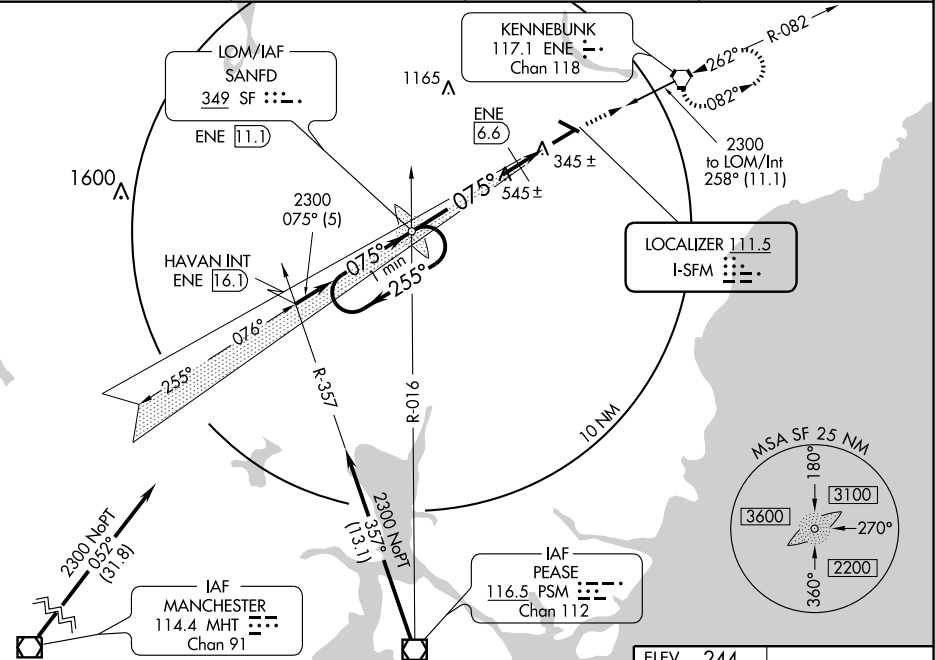 KENNEBUNK
117.1 ENE
Chan 118
R-082
262°
082°
LOM/IAF
SANFD
349 SF
ENE 11.1
1165
ENE
6.6
345 ±
545 ±
2300
to LOM/Int
258° (11.1)
1600
2300
075° (5)
075°
075°
1 min
255°
HAVAN INT
ENE 16.1
LOCALIZER 111.5
I-SFM
076°
255°
R-357
R-016
10 NM
MSA SF 25 NM
180°
3100
3600
270°
2200
360°
2300 NoPT
052°
(31.8)
2300 NoPT
357°
(13.1)
IAF
MANCHESTER
114.4 MHT
Chan 91
IAF
PEASE
116.5 PSM
Chan 112
ELEV 244